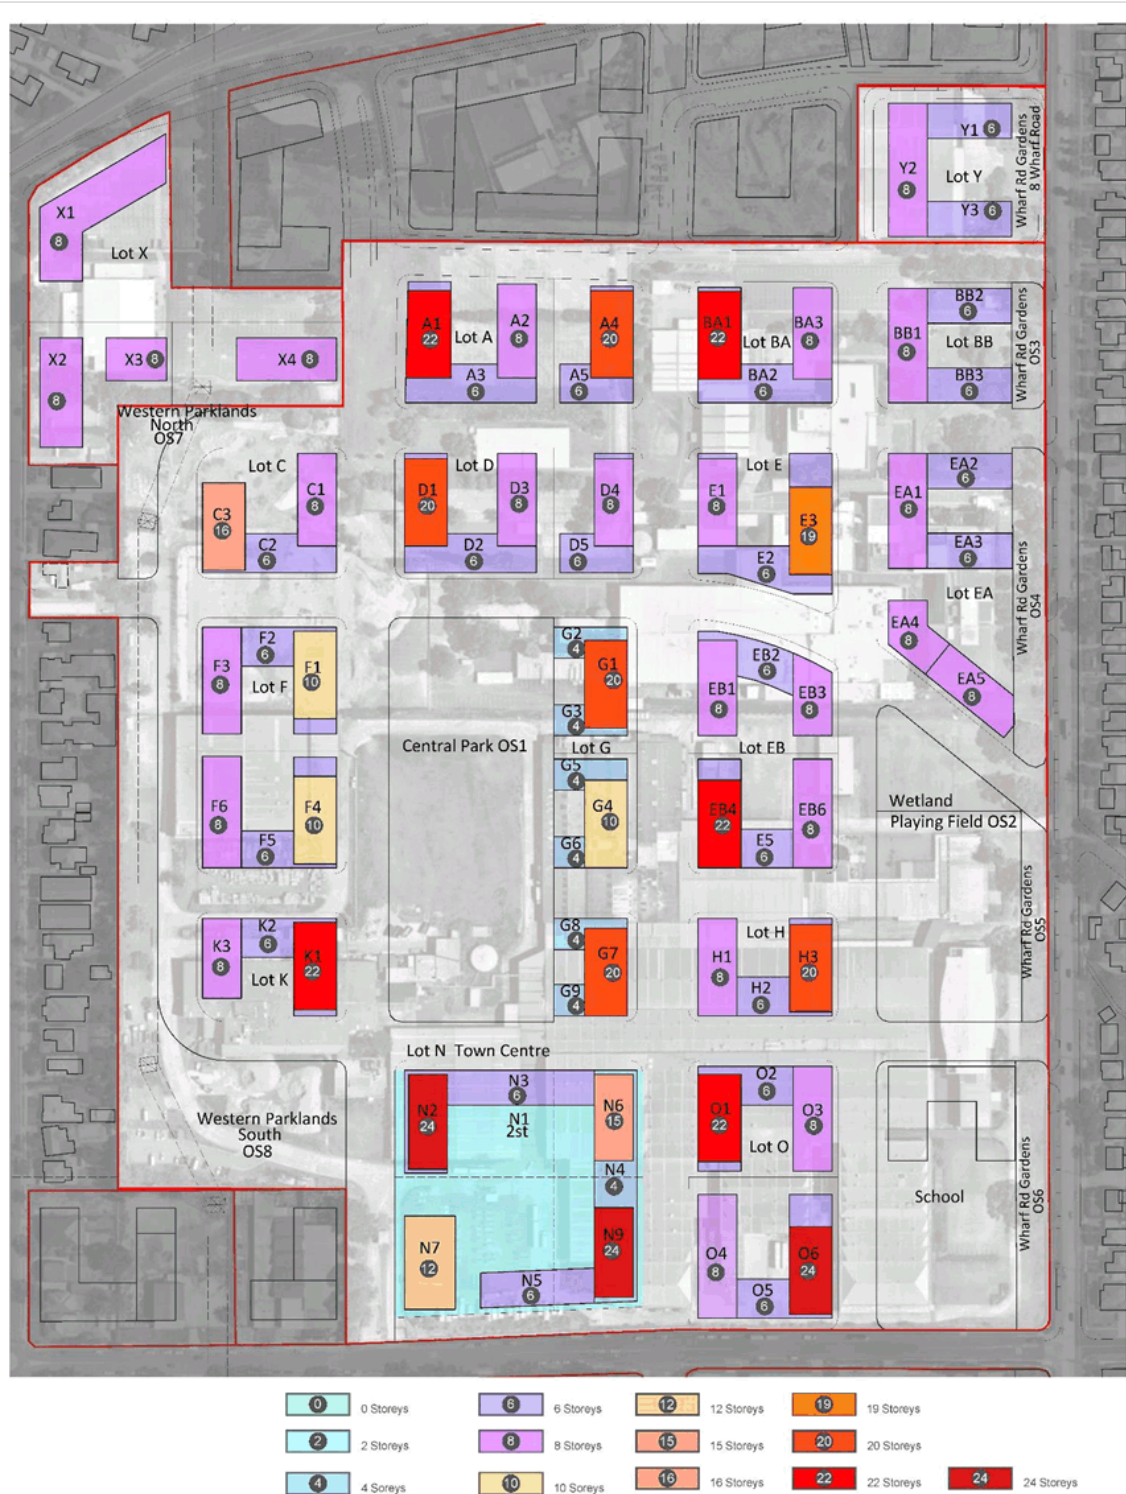 Y1 6
Y2
8
Lot Y
Y3 6
Wharf Rd Gardens
8 Wharf Road
X1
8
Lot X
X2
8
X3 8
X4 8
Western Parklands
North
OS7
A1
22
Lot A
A2
8
A3
6
A4
20
A5
6
BA1
22
Lot BA
BA3
8
BA2
6
BB1
8
BB2
6
Lot BB
BB3
6
Wharf Rd Gardens
OS3
Lot C
C1
8
C3
16
C2
6
Lot D
D1
20
D3
8
D2
6
D4
8
D5
6
Lot E
E1
8
E3
19
E2
6
EA1
8
EA2
6
EA3
6
Lot EA
EA4
8
EA5
8
Wharf Rd Gardens
OS4
F2
6
F3
8
F1
10
Lot F
F6
8
F4
10
F5
6
Central Park OS1
G2
4
G1
20
G3
4
Lot G
G5
4
G4
10
G6
4
G8
4
G7
20
G9
4
EB2
6
EB1
8
EB3
8
Lot EB
EB4
22
EB6
8
E5
6
Wetland
Playing Field OS2
Wharf Rd Gardens
OS5
K2
6
K3
8
K1
22
Lot K
Lot H
H1
8
H3
20
H2
6
Lot N Town Centre
N3
6
N2
24
N1
2st
N6
15
N4
4
N7
12
N9
24
N5
6
Western Parklands
South
OS8
O2
6
O1
22
O3
8
Lot O
O4
8
O6
24
O5
6
School
Wharf Rd Gardens
OS6
0 0 Storeys
6 6 Storeys
12 12 Storeys
19 19 Storeys
2 2 Storeys
8 8 Storeys
15 15 Storeys
20 20 Storeys
4 4 Soreys
10 10 Soreys
16 16 Storeys
22 22 Storeys
24 24 Storeys